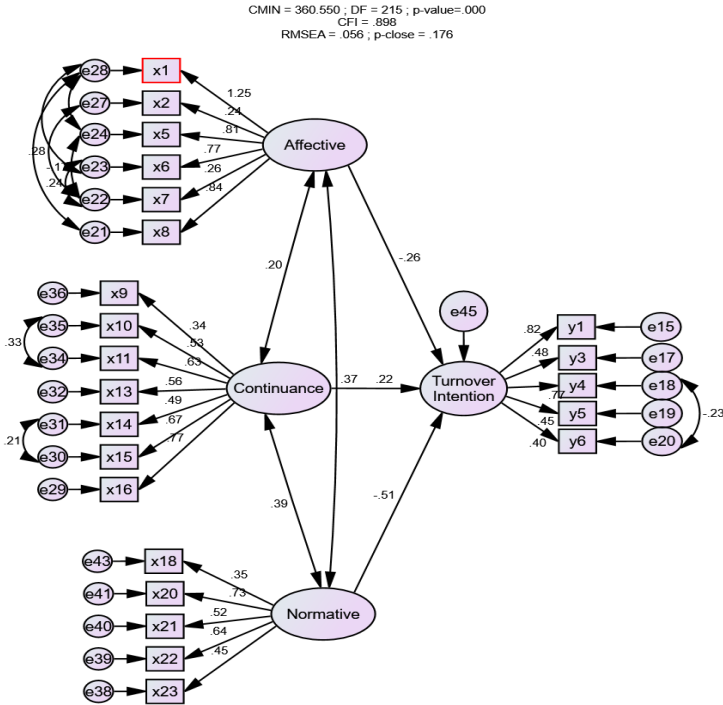 CMIN = 360.550 ; DF = 215 ; p-value=.000
CFI = .898
RMSEA = .056 ; p-close = .176
e28 x1
e27 x2
e24 x5
e23 x6
e22 x7
e21 x8
1.25
.24
.81
.77
.26
.84
.28
.24
Affective
.20
-.26
.37
e36 x9
e35 x10
e34 x11
e32 x13
e31 x14
e30 x15
e29 x16
.33
.21
.34
.53
.63
.56
.49
.67
.77
Continuance
.22
e45
Turnover
Intention
.82
.48
.77
.45
.40
y1 e15
y3 e17
y4 e18
y5 e19
y6 e20
-.23
.39
-.51
e43 x18
e41 x20
e40 x21
e39 x22
e38 x23
.35
.73
.52
.64
.45
Normative